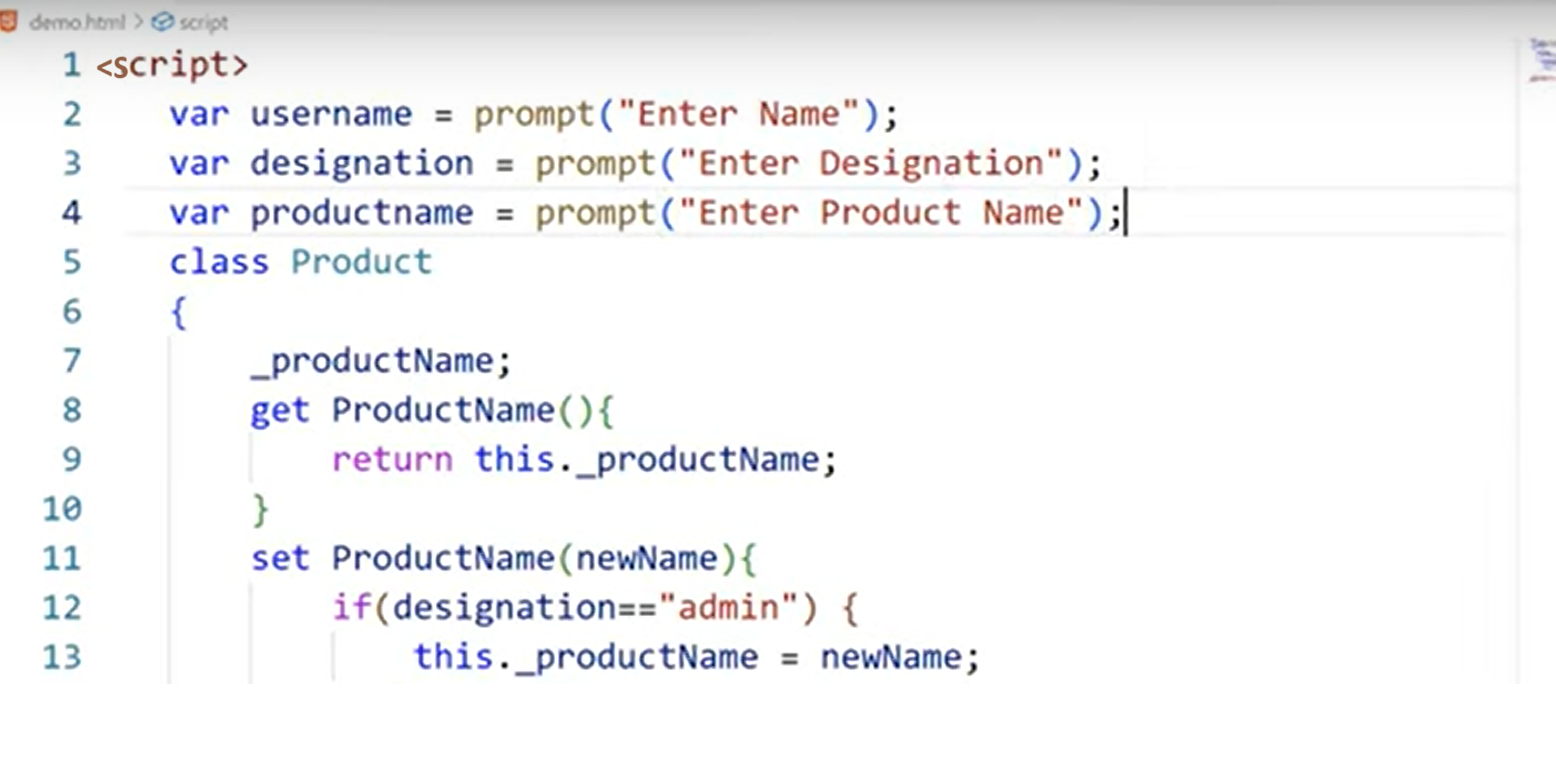 demo.html > script
1 <script>
2 var username = prompt("Enter Name");
3 var designation = prompt("Enter Designation");
4 var productname = prompt("Enter Product Name");
5 class Product
6 {
7 _productName;
8 get ProductName(){
9 return this._productName;
10 }
11 set ProductName(newName){
12 if(designation=="admin") {
13 this._productName = newName;